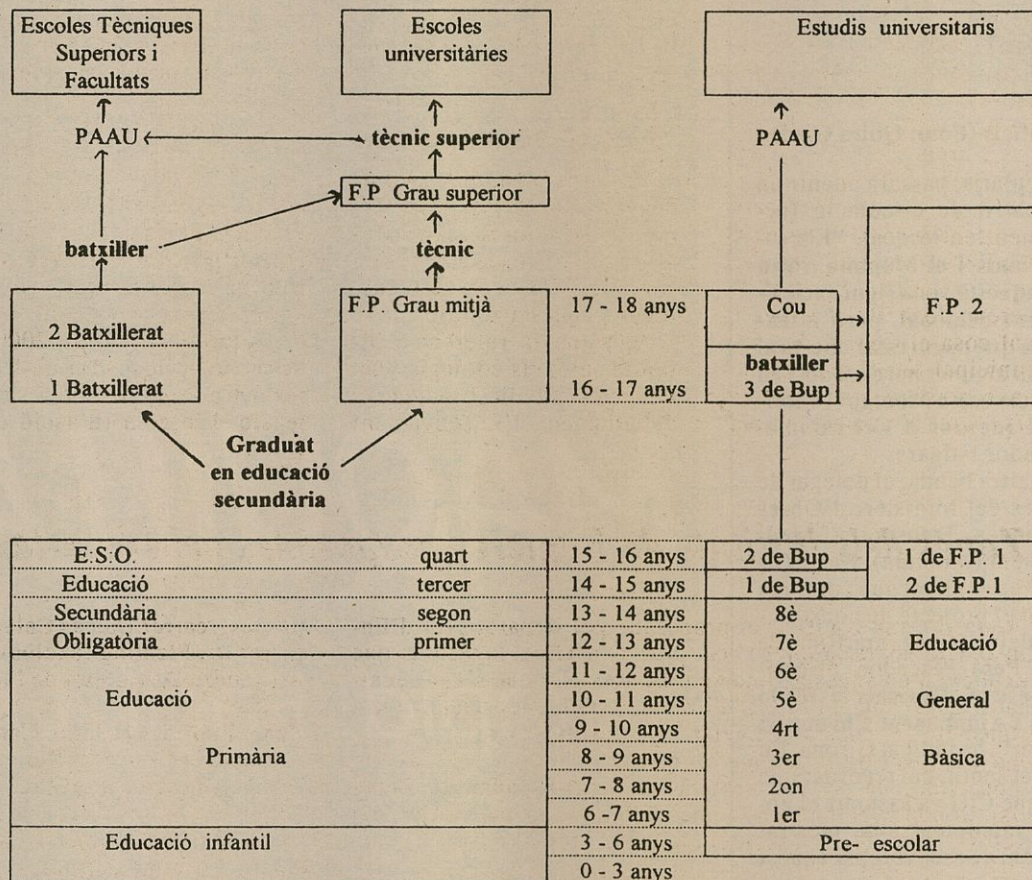 Escoles Tècniques
Superiors i
Facultats
Escoles
universitàries
Estudis universitaris
PAAU
tècnic superior
PAAU
F.P Grau superior
batxiller
tècnic
2 Batxillerat
1 Batxillerat
F.P. Grau mitjà
17 - 18 anys
16 - 17 anys
Cou
batxiller
3 de Bup
F.P. 2
Graduat
en educació
secundària
E:S:O. quart 15 - 16 anys 2 de Bup 1 de F.P. 1
Educació tercer 14 - 15 anys 1 de Bup 2 de F.P.1
Secundària segon 13 - 14 anys 8è
Obligatòria primer 12 - 13 anys 7è Educació
11 - 12 anys 6è
Educació 10 - 11 anys 5è General
9 - 10 anys 4rt
Primària 8 - 9 anys 3er Bàsica
7 - 8 anys 2on
6 -7 anys 1er
Educació infantil 3 - 6 anys Pre- escolar
0 - 3 anys